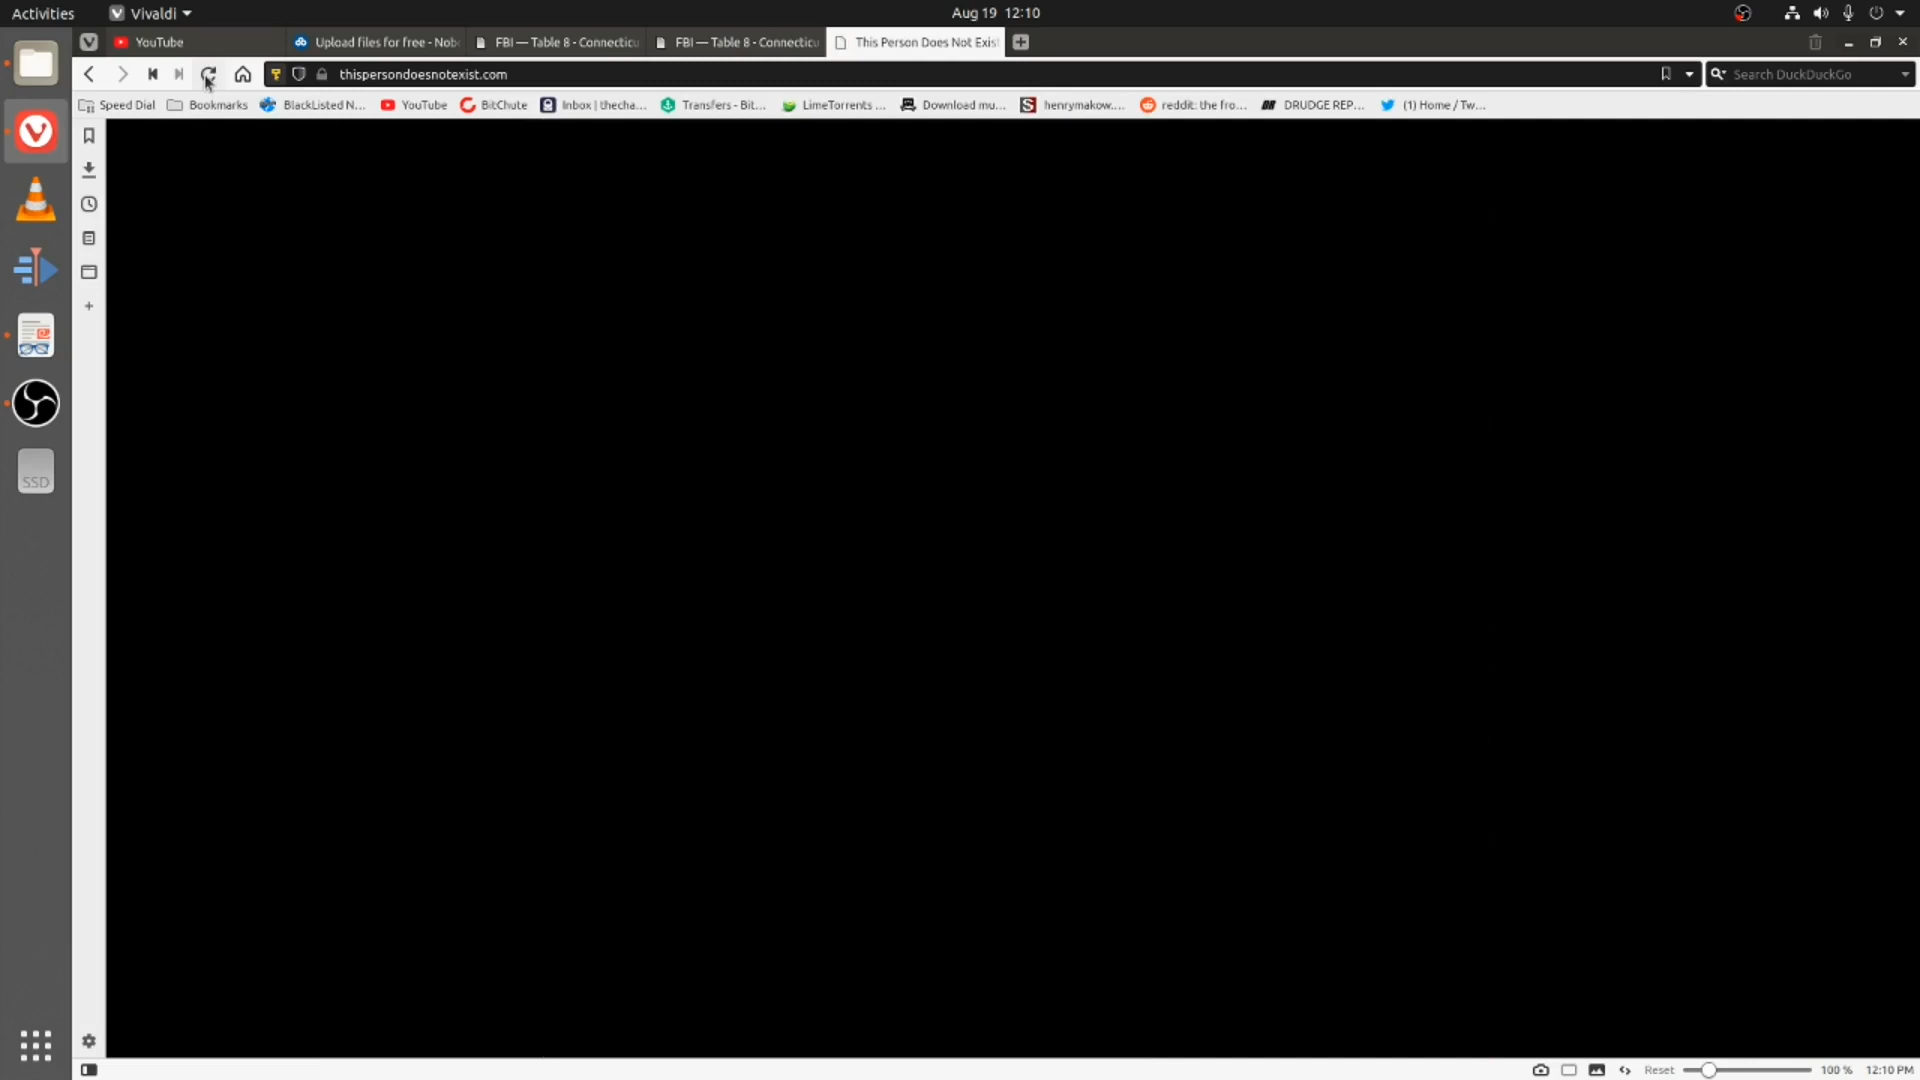 Activities Vivaldi Aug 19 12:10
YouTube Upload files for free - Nob FBI — Table 8 - Connecticu FBI — Table 8 - Connecticu This Person Does Not Exis
thispersondoesnotexist.com Search DuckDuckGo
Speed Dial Bookmarks BlackListed N... YouTube BitChute Inbox | thecha... Transfers - Bit... LimeTorrents ... Download mu... henrymakow.... reddit: the fro... DRUDGE REP... (1) Home / Tw...
SSD
Reset 100 % 12:10 PM